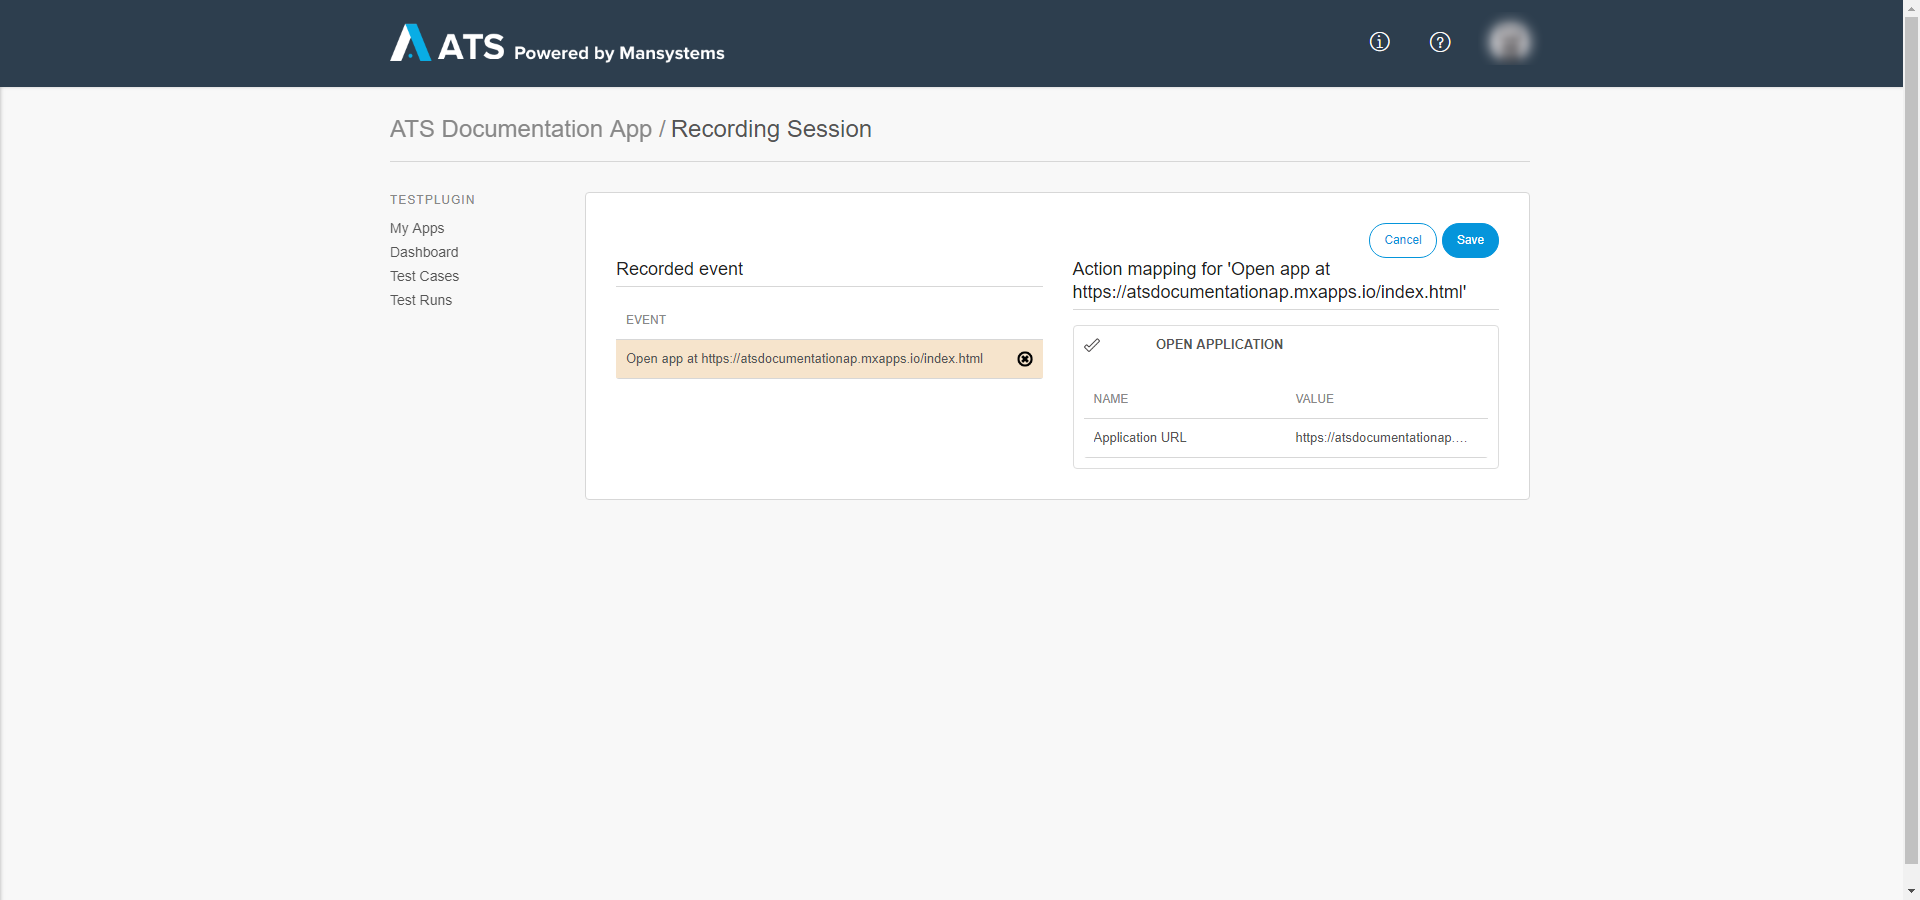 ATS Powered by Mansystems
ATS Documentation App / Recording Session
TESTPLUGIN
My Apps
Dashboard
Test Cases
Test Runs
Cancel
Save
Recorded event
EVENT
Open app at https://atsdocumentationap.mxapps.io/index.html
Action mapping for 'Open app at
https://atsdocumentationap.mxapps.io/index.html'
OPEN APPLICATION
NAME VALUE
Application URL https://atsdocumentationap....